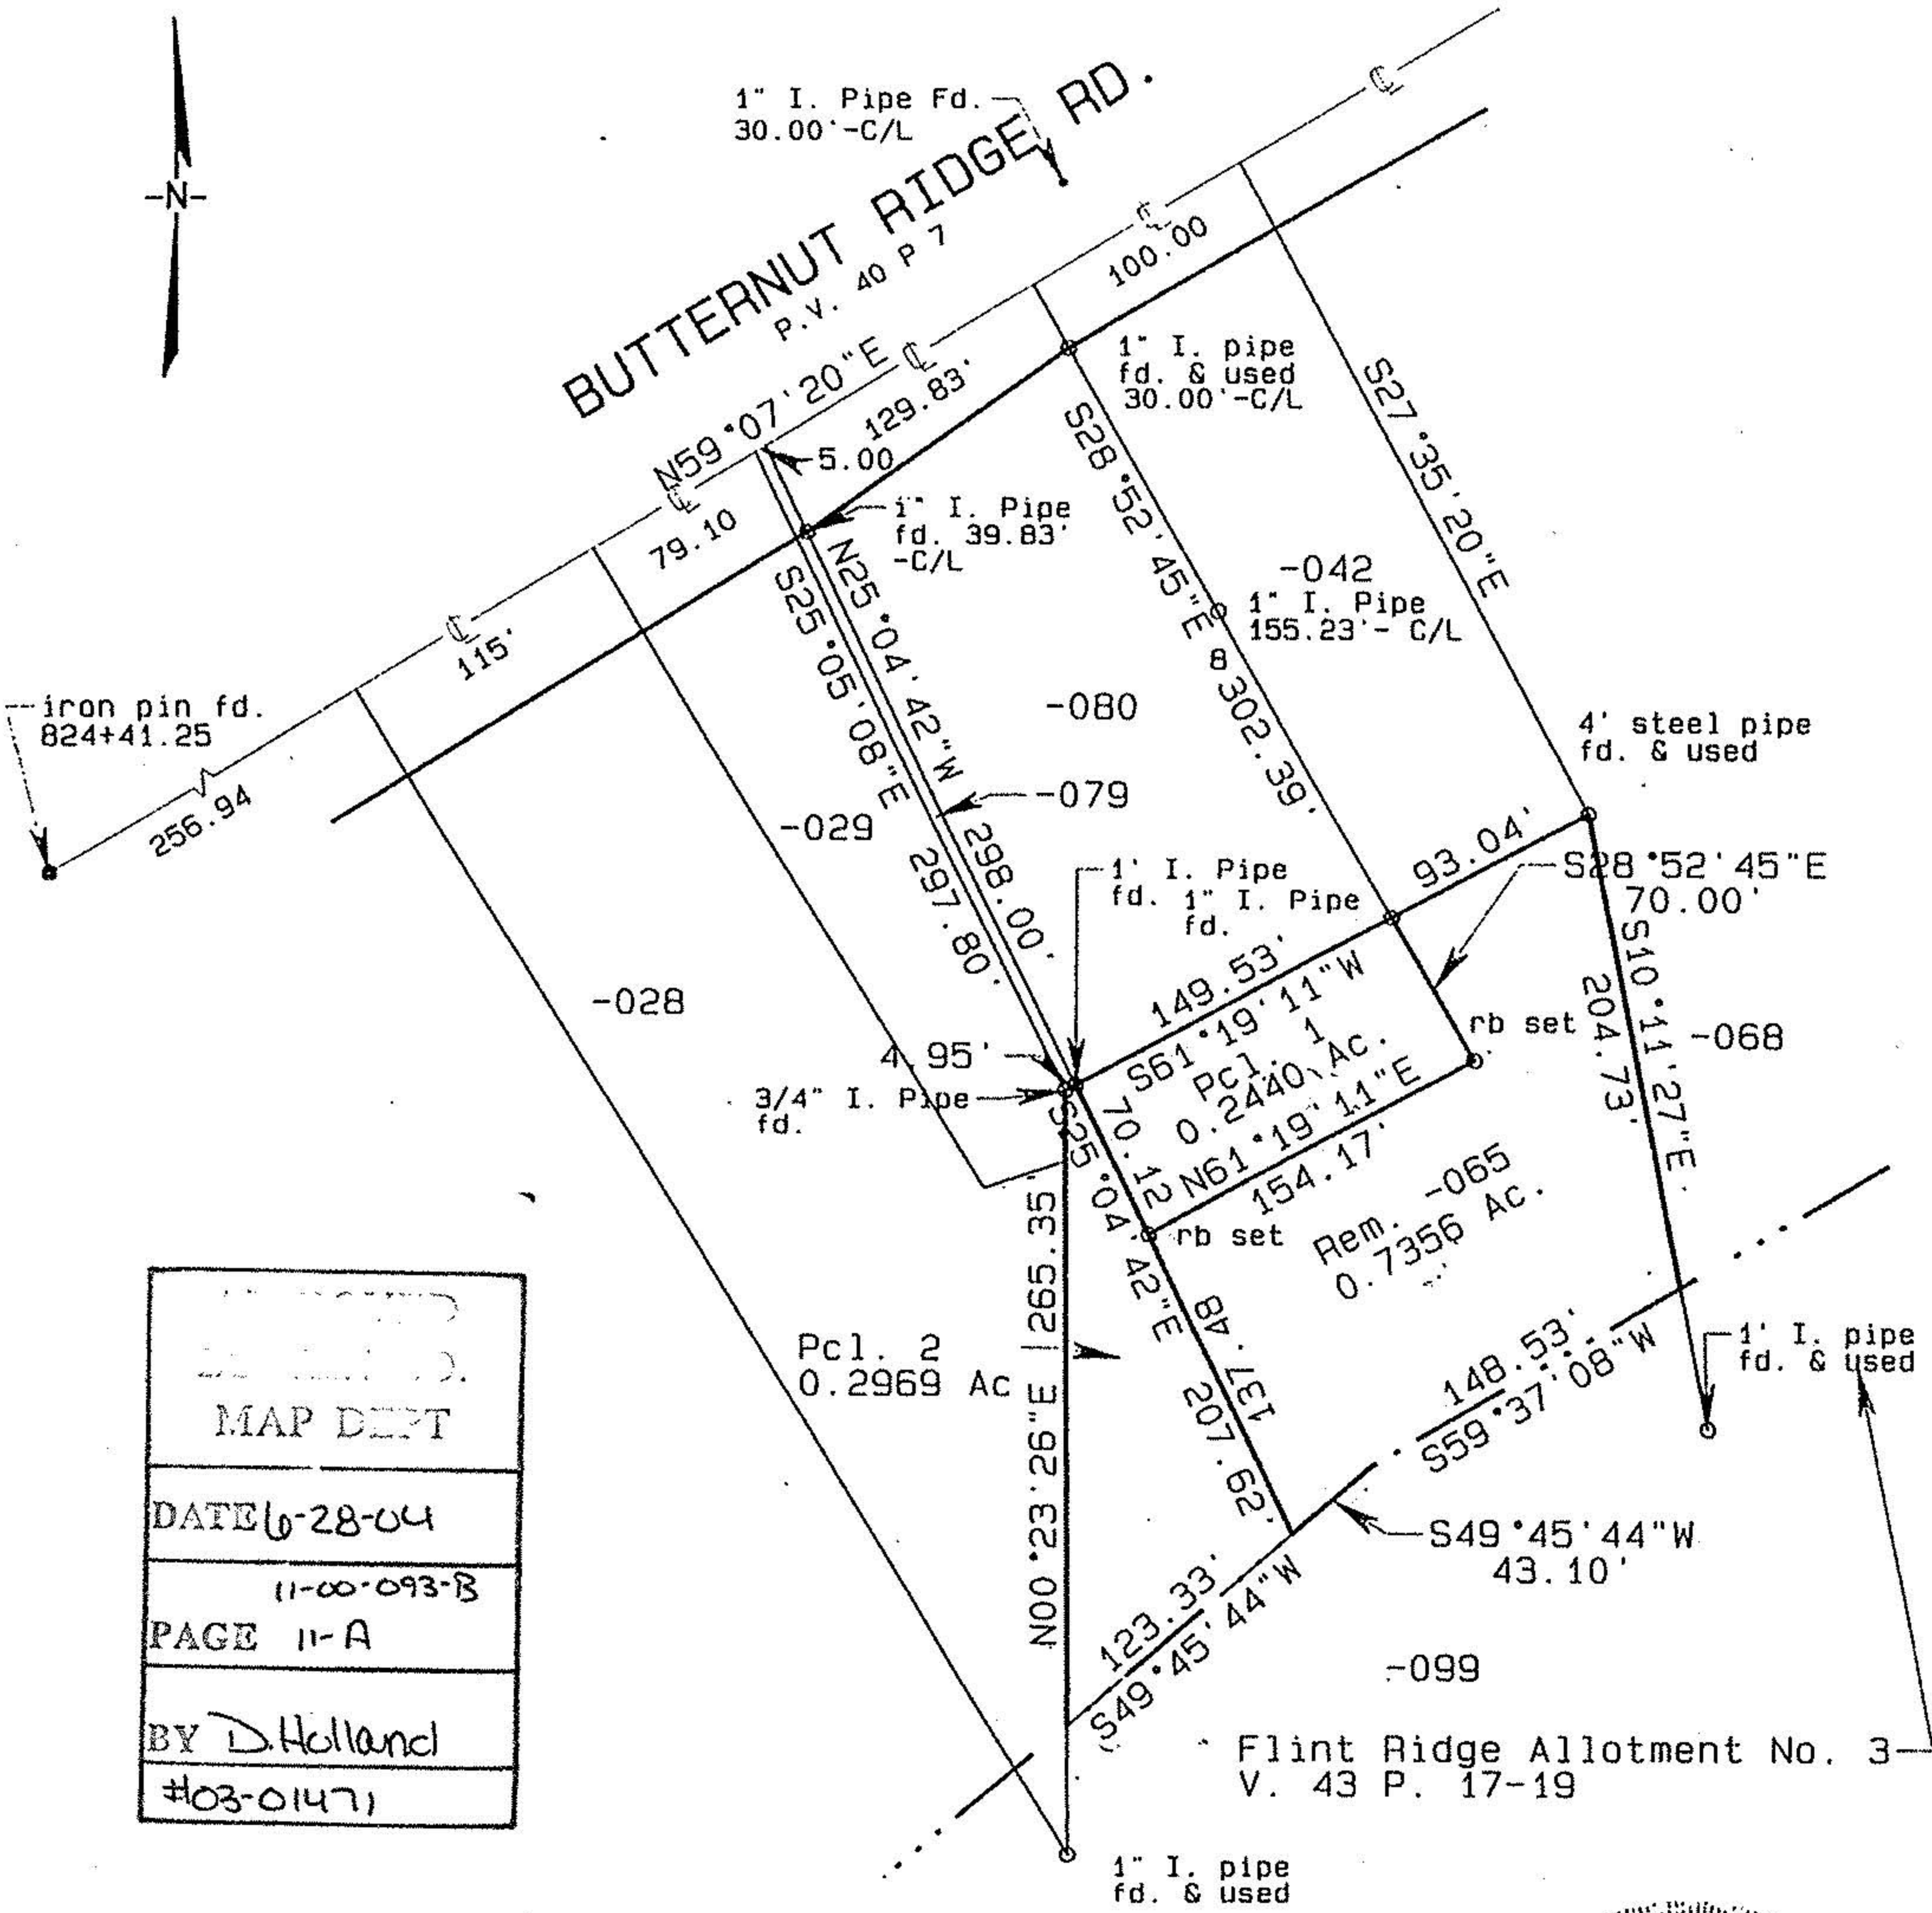 -N-
1" I. Pipe Fd.
30.00'-C/L
BUTTERNUT RIDGE RD.
P.V. 40 P 7
100.00
1" I. pipe
fd. & used
30.00'-C/L
N59°07'20"E
129.83'
5.00
79.10
1" I. Pipe
fd. 39.83'
-C/L
115'
iron pin fd.
824+41.25
256.94
S27°35'20"E
S28°52'45"E 302.39'
8
-042
1" I. Pipe
155.23'- C/L
N25°04'42"W 298.00'
S25°05'08"E 297.80'
-080
-079
-029
-028
4' steel pipe
fd. & used
93.04'
S28°52'45"E
70.00'
1' I. Pipe
fd.
1" I. Pipe
fd.
149.53'
S61°19'11"W
Pcl. 1
0.2440 Ac.
N61°19'11"E
154.17'
rb set
S10°11'27"E
204.73'
-068
4.95'
3/4" I. Pipe
fd.
70.12
S25°04'42"E
rb set
-065
Rem.
0.7356 Ac.
137.48
207.62'
Pcl. 2
0.2969 Ac
N00°23'26"E 265.35'
148.53'
S59°37'08"W
1' I. pipe
fd. & used
S49°45'44"W
43.10'
123.33'
S49°45'44"W
-099
Flint Ridge Allotment No. 3
V. 43 P. 17-19
1" I. pipe
fd. & used
MAP DEPT
DATE 6-28-04
11-00-093-B
PAGE 11-A
BY D.Holland
#03-01471